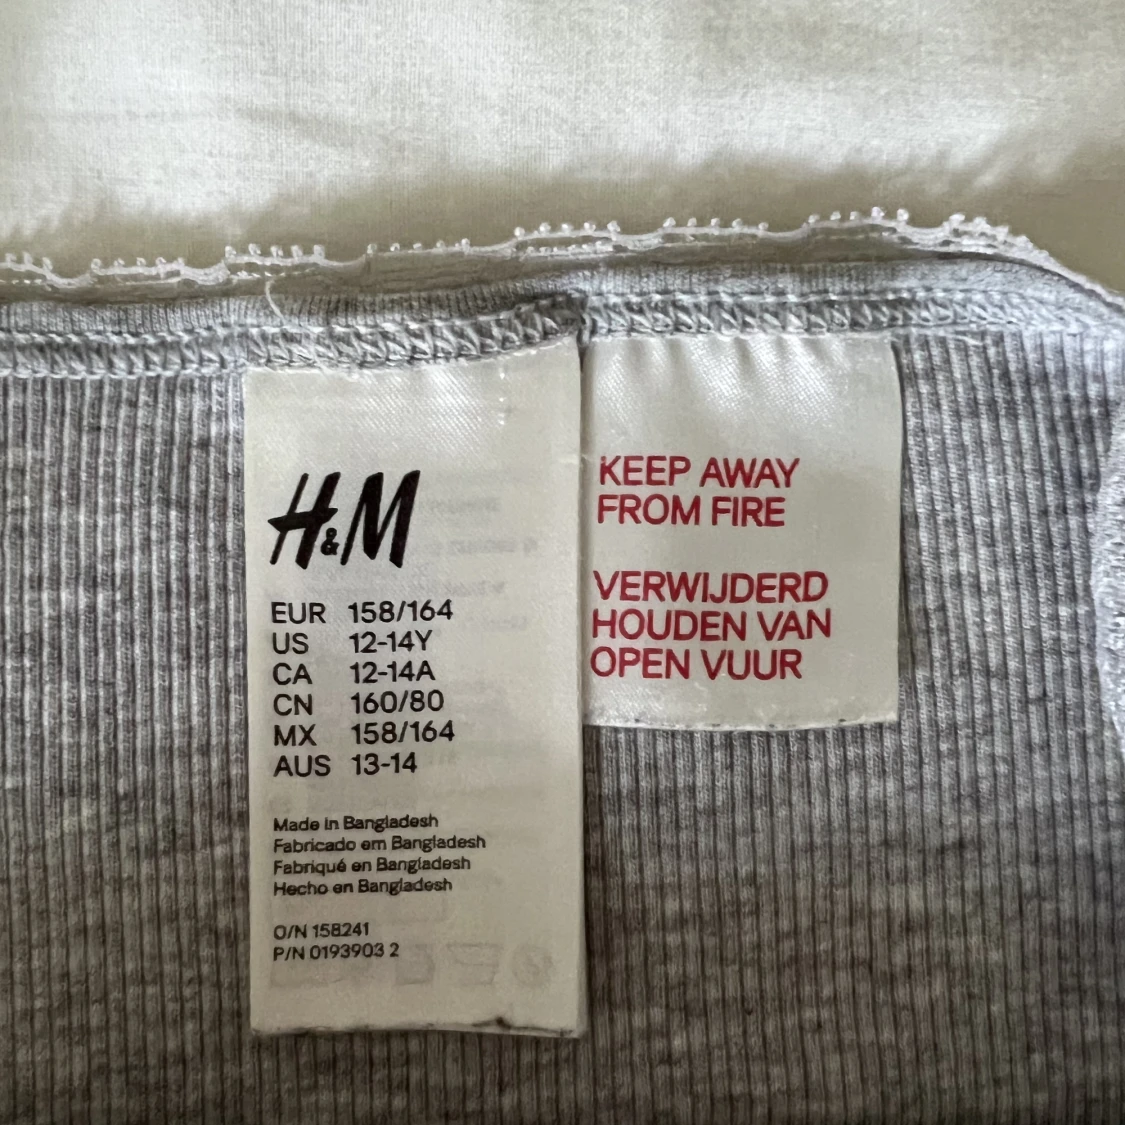 H&M
EUR 158/164
US 12-14Y
CA 12-14A
CN 160/80
MX 158/164
AUS 13-14
Made in Bangladesh
Fabricado em Bangladesh
Fabriqué en Bangladesh
Hecho en Bangladesh
O/N 158241
P/N 0193903 2
KEEP AWAY
FROM FIRE
VERWIJDERD
HOUDEN VAN
OPEN VUUR